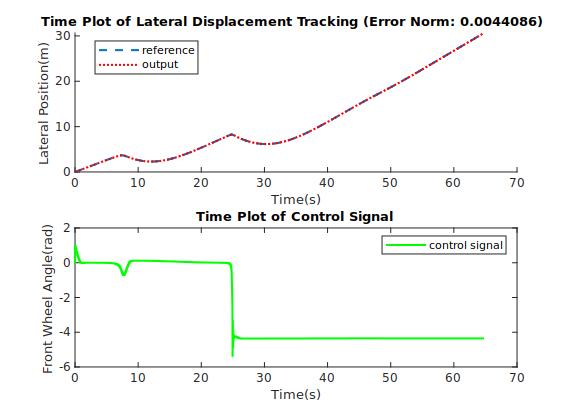 Time Plot of Lateral Displacement Tracking (Error Norm: 0.0044086)
30
20
10
0
Lateral Position(m)
reference
output
0 10 20 30 40 50 60 70
Time(s)
Time Plot of Control Signal
2
0
-2
-4
-6
Front Wheel Angle(rad)
control signal
0 10 20 30 40 50 60 70
Time(s)